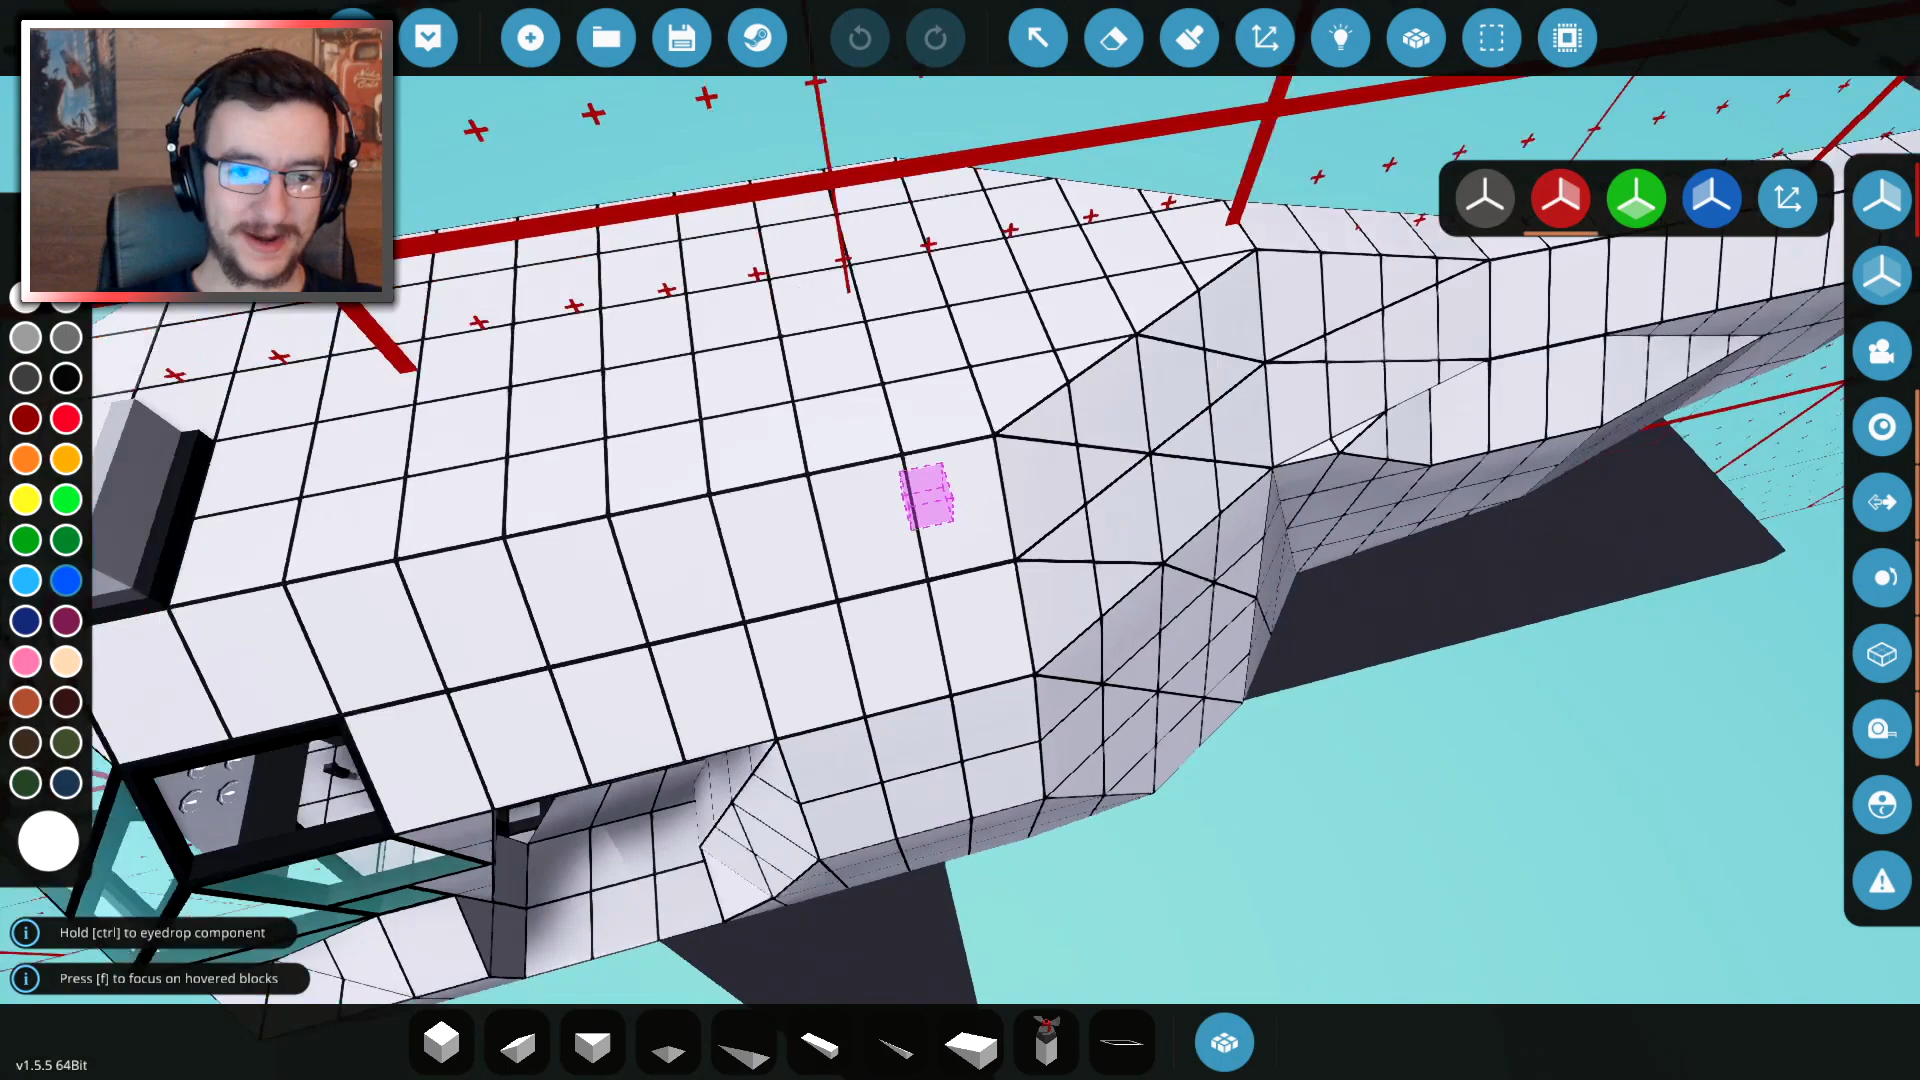 Hold [ctrl] to eyedrop component
Press [f] to focus on hovered blocks
v1.5.5 64Bit